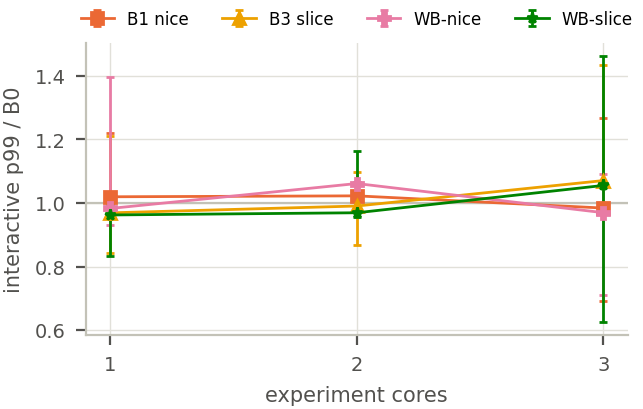 B1 nice B3 slice WB-nice WB-slice
interactive p99 / B0
1.4
1.2
1.0
0.8
0.6
1 2 3
experiment cores